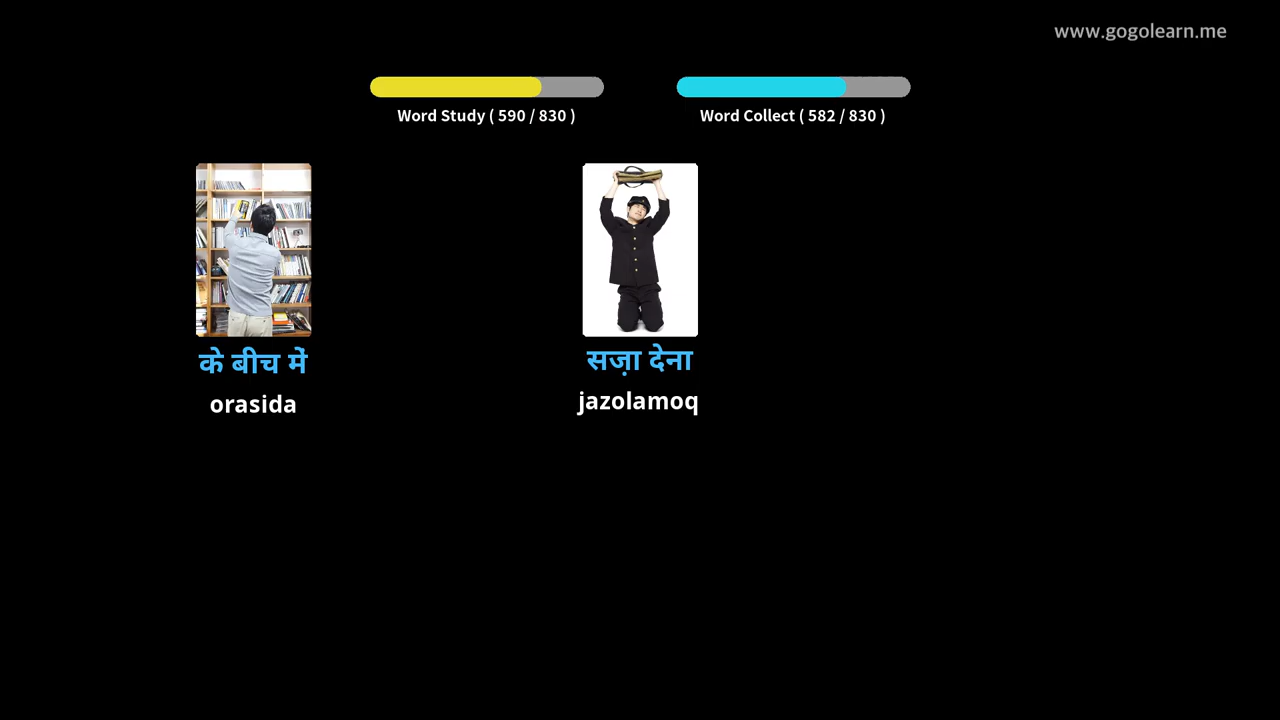 www.gogolearn.me
Word Study ( 590 / 830 )
Word Collect ( 582 / 830 )
के बीच में
orasida
सज़ा देना
jazolamoq